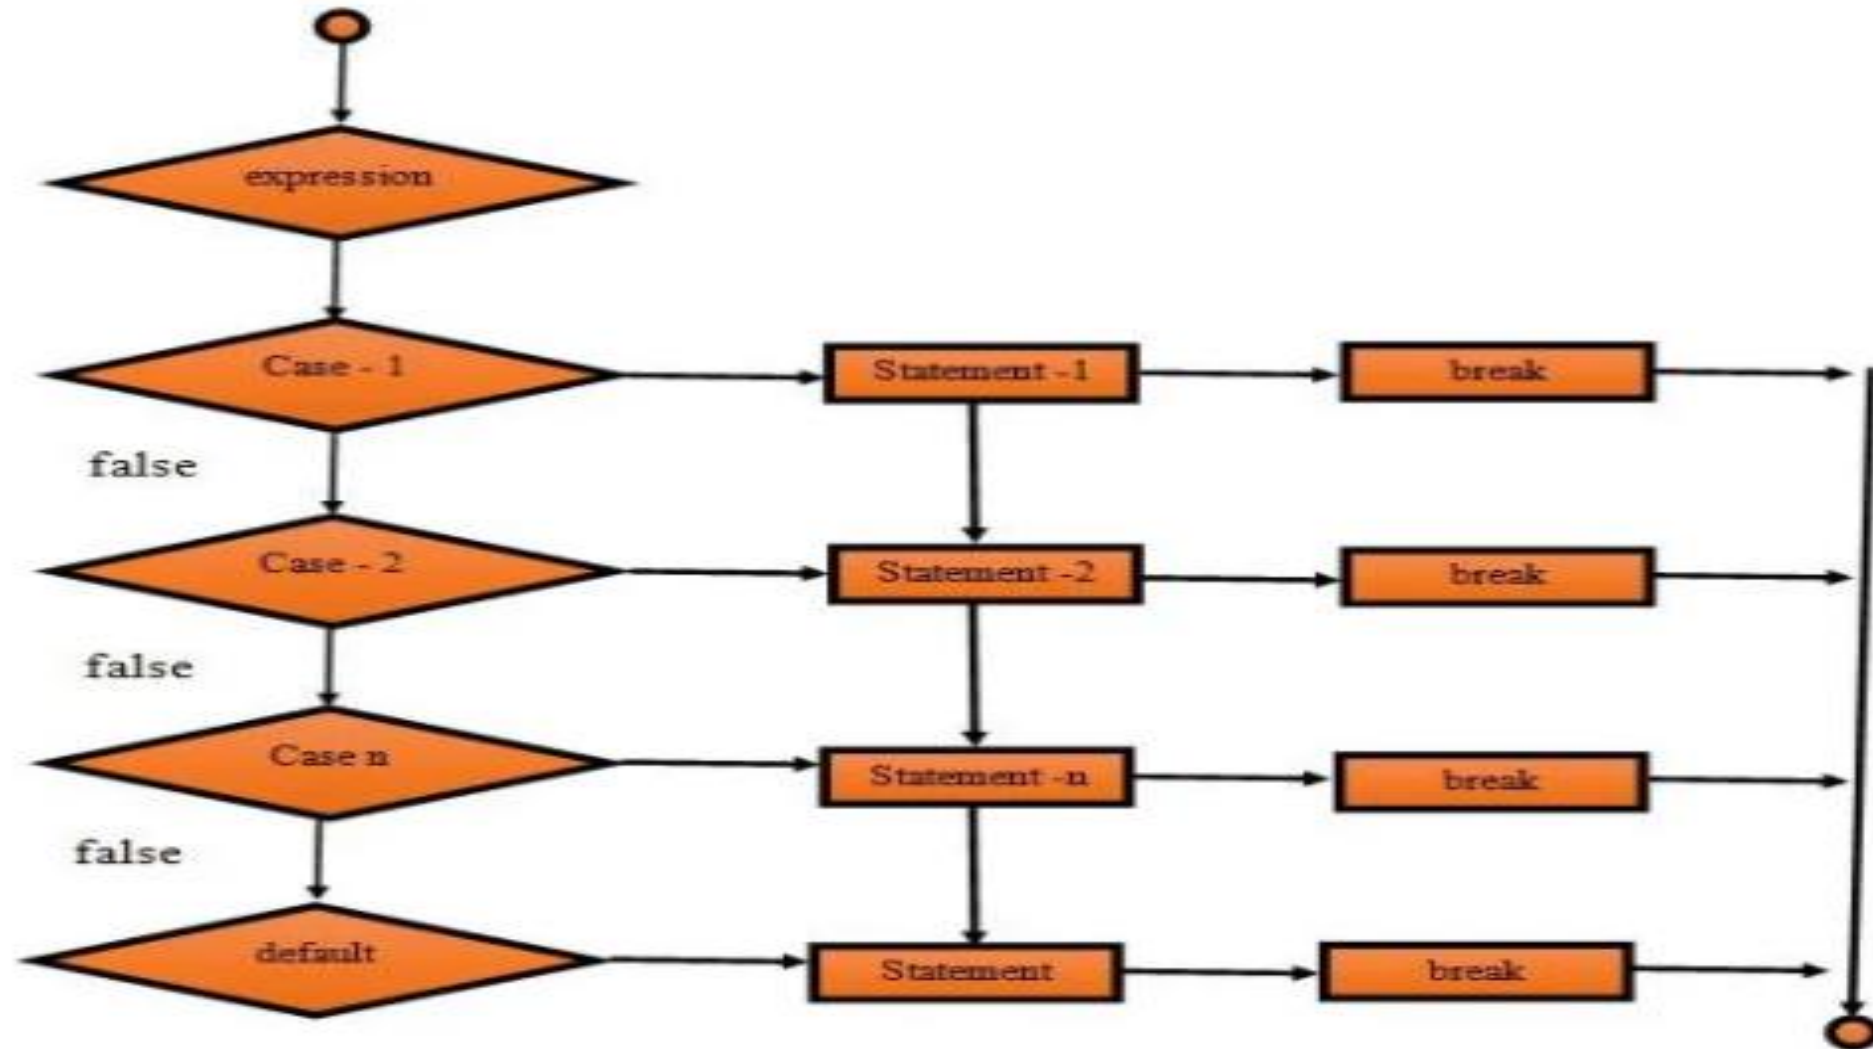 expression
Case - 1
Statement -1
break
false
Case - 2
Statement -2
break
false
Case n
Statement -n
break
false
default
Statement
break